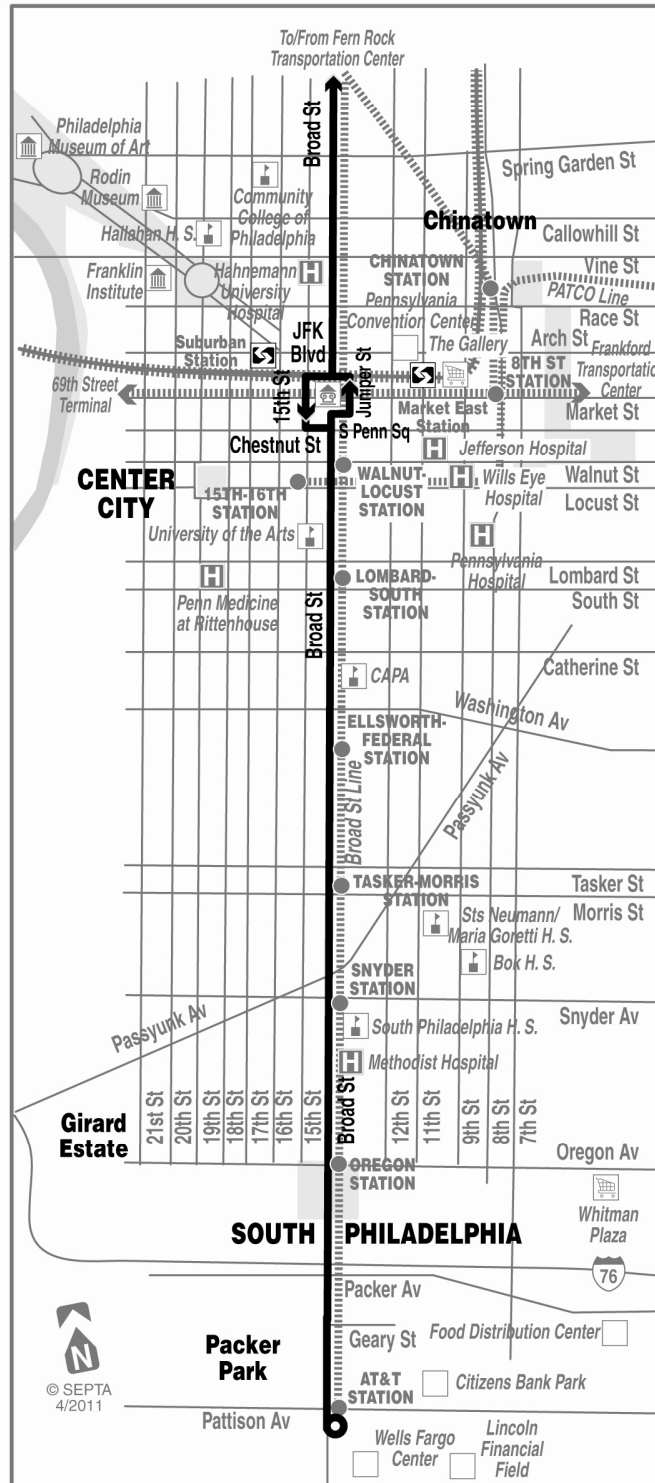 To/From Fern Rock
Transportation Center
Broad St
Philadelphia
Museum of Art
Spring Garden St
Rodin
Museum
Community
College of
Philadelphia
Chinatown
Hallahan H. S.
Callowhill St
Franklin
Institute
Hahnemann
University
Hospital
H
CHINATOWN
STATION
Vine St
PATCO Line
Pennsylvania
Convention Center
Race St
Suburban
Station
JFK
Blvd
The Gallery
Arch St
8TH ST
STATION
Frankford
Transportation
Center
69th Street
Terminal
15th St
Juniper St
Market East
Station
Market St
Chestnut St
S Penn Sq
H
Jefferson Hospital
CENTER
CITY
15TH-16TH
STATION
WALNUT-
LOCUST
STATION
H
Wills Eye
Hospital
Walnut St
Locust St
University of the Arts
H
Pennsylvania
Hospital
H
Penn Medicine
at Rittenhouse
LOMBARD-
SOUTH
STATION
Lombard St
South St
Broad St
CAPA
Catherine St
Washington Av
ELLSWORTH-
FEDERAL
STATION
Passyunk Av
Broad St Line
TASKER-MORRIS
STATION
Tasker St
Morris St
Sts Neumann/
Maria Goretti H. S.
Box H. S.
SNYDER
STATION
Passyunk Av
Snyder Av
South Philadelphia H. S.
H
Methodist Hospital
Girard
Estate
21st St
20th St
19th St
18th St
17th St
16th St
15th St
Broad St
12th St
11th St
9th St
8th St
7th St
Oregon Av
OREGON
STATION
Whitman
Plaza
SOUTH PHILADELPHIA
76
Packer Av
N
© SEPTA
4/2011
Packer
Park
Geary St
Food Distribution Center
AT&T
STATION
Citizens Bank Park
Pattison Av
Wells Fargo
Center
Lincoln
Financial
Field